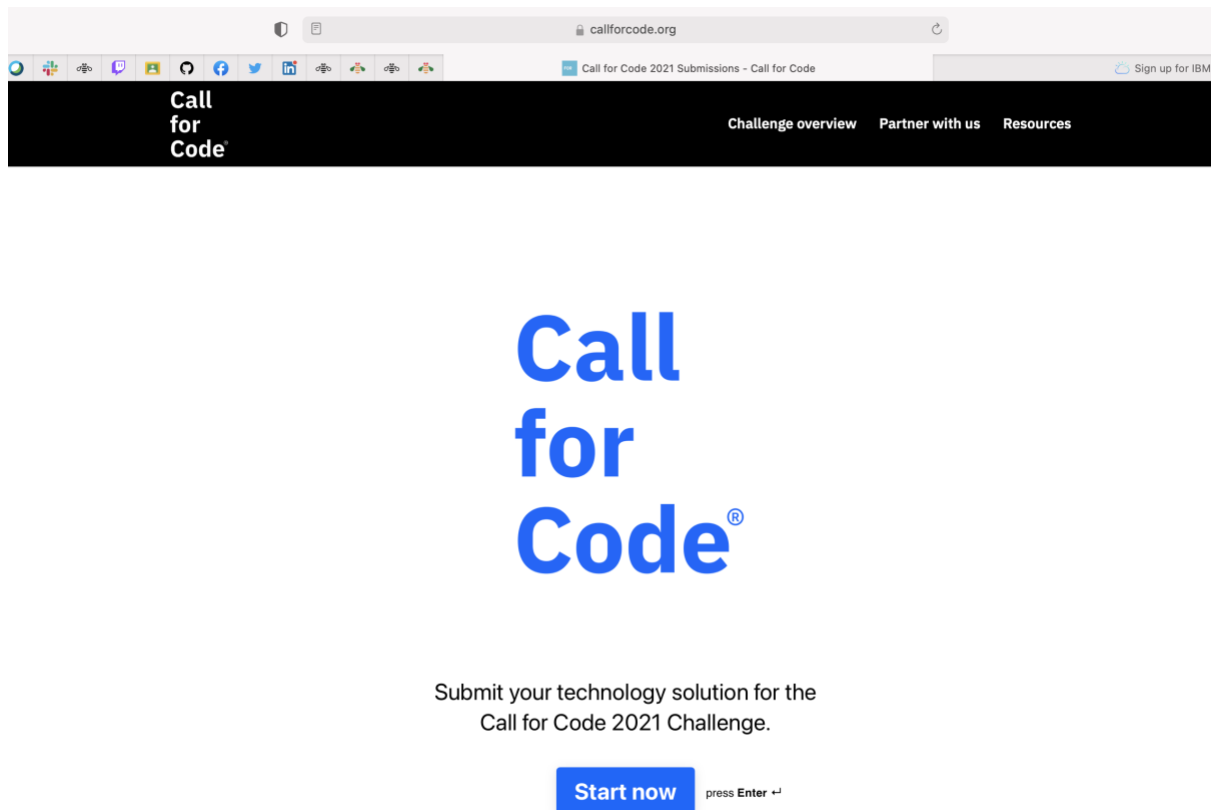 callforcode.org
Call for Code 2021 Submissions - Call for Code
Sign up for IBM
Call
for
Code®
Challenge overview Partner with us Resources
Call
for
Code®
Submit your technology solution for the
Call for Code 2021 Challenge.
Start now press Enter ↵